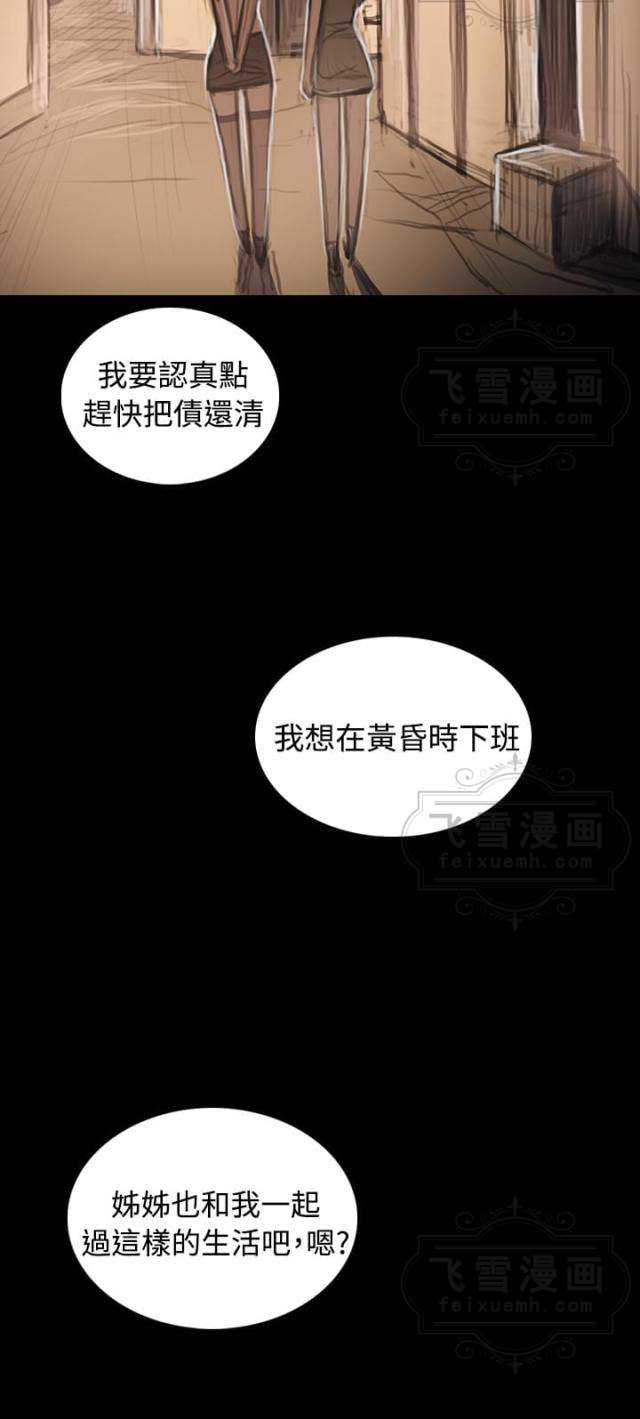 我要認真點
趕快把債還清
飞雪漫画
feixuemh.com
我想在黃昏時下班
飞雪漫画
feixuemh.com
姊姊也和我一起
過這樣的生活吧，嗯?
飞雪漫画
feixuemh.com